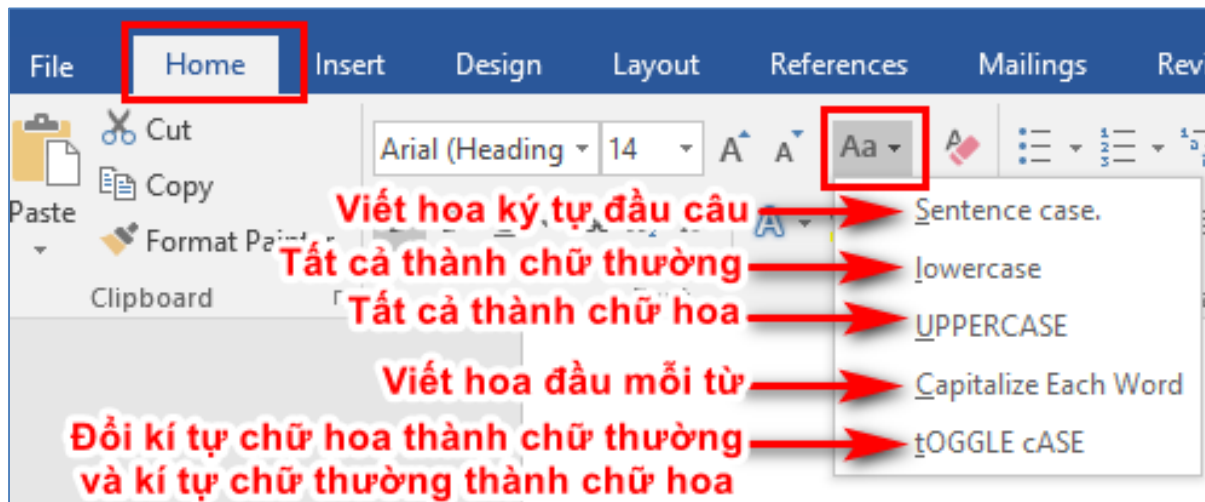 File Home Insert Design Layout References Mailings Rev
Cut
Arial (Heading 14 A A Aa
Copy
Paste
Viết hoa ký tự đầu câu Sentence case.
Format Painter
Tất cả thành chữ thường lowercase
Clipboard
Tất cả thành chữ hoa UPPERCASE
Viết hoa đầu mỗi từ Capitalize Each Word
Đổi kí tự chữ hoa thành chữ thường tOGGLE cASE
và kí tự chữ thường thành chữ hoa